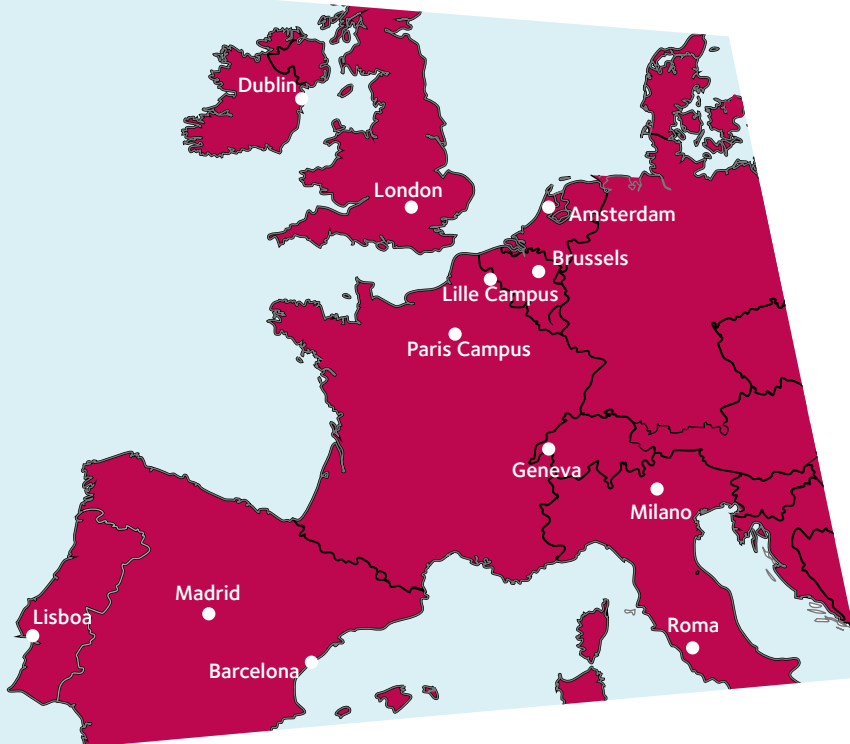 Dublin
London
Amsterdam
Brussels
Lille Campus
Paris Campus
Geneva
Milano
Madrid
Lisboa
Roma
Barcelona